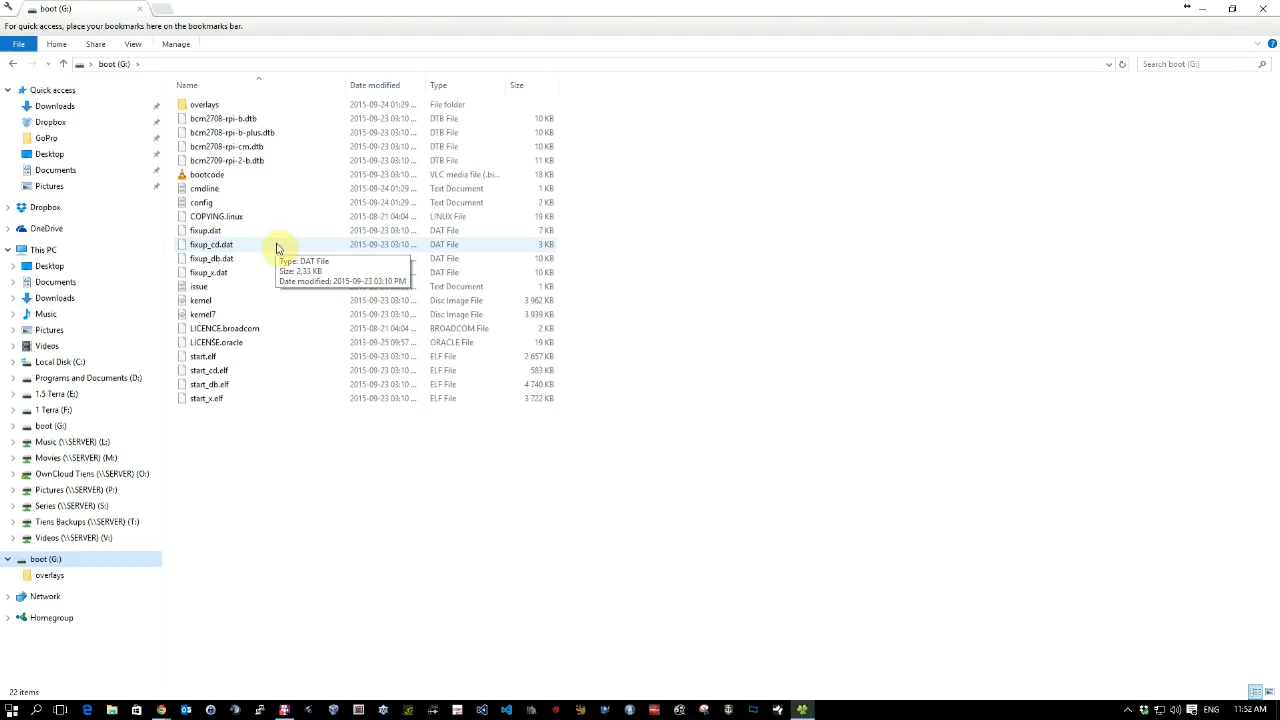 boot (G:)
For quick access, place your bookmarks here on the bookmarks bar.
File Home Share View Manage
boot (G:)
Search boot (G:)
Name Date modified Type Size
Quick access
Downloads
Dropbox
GoPro
Desktop
Documents
Pictures
Dropbox
OneDrive
This PC
Desktop
Documents
Downloads
Music
Pictures
Videos
Local Disk (C:)
Programs and Documents (D:)
1.5 Terra (E:)
1 Terra (F:)
boot (G:)
Music (\\SERVER) (L:)
Movies (\\SERVER) (M:)
OwnCloud Tiens (\\SERVER) (O:)
Pictures (\\SERVER) (P:)
Series (\\SERVER) (S:)
Tiens Backups (\\SERVER) (T:)
Videos (\\SERVER) (V:)
boot (G:)
overlays
Network
Homegroup
overlays 2015-09-24 01:29 ... File folder
bcm2708-rpi-b.dtb 2015-09-23 03:10 ... DTB File 10 KB
bcm2708-rpi-b-plus.dtb 2015-09-23 03:10 ... DTB File 10 KB
bcm2708-rpi-cm.dtb 2015-09-23 03:10 ... DTB File 10 KB
bcm2709-rpi-2-b.dtb 2015-09-23 03:10 ... DTB File 11 KB
bootcode 2015-09-23 03:10 ... VLC media file (.bi... 18 KB
cmdline 2015-09-24 01:29 ... Text Document 1 KB
config 2015-09-24 01:29 ... Text Document 2 KB
COPYING.linux 2015-08-21 04:04 ... LINUX File 19 KB
fixup.dat 2015-09-23 03:10 ... DAT File 7 KB
fixup_cd.dat 2015-09-23 03:10 ... DAT File 3 KB
fixup_db.dat DAT File 10 KB
fixup_x.dat DAT File 10 KB
issue Text Document 1 KB
Type: DAT File
Size: 2,33 KB
Date modified: 2015-09-23 03:10 PM
kernel 2015-09-23 03:10 ... Disc Image File 3 962 KB
kernel7 2015-09-23 03:10 ... Disc Image File 3 939 KB
LICENCE.broadcom 2015-08-21 04:04 ... BROADCOM File 2 KB
LICENSE.oracle 2013-09-25 09:57 ... ORACLE File 19 KB
start.elf 2015-09-23 03:10 ... ELF File 2 657 KB
start_cd.elf 2015-09-23 03:10 ... ELF File 583 KB
start_db.elf 2015-09-23 03:10 ... ELF File 4 740 KB
start_x.elf 2015-09-23 03:10 ... ELF File 3 722 KB
22 items
ENG 11:52 AM